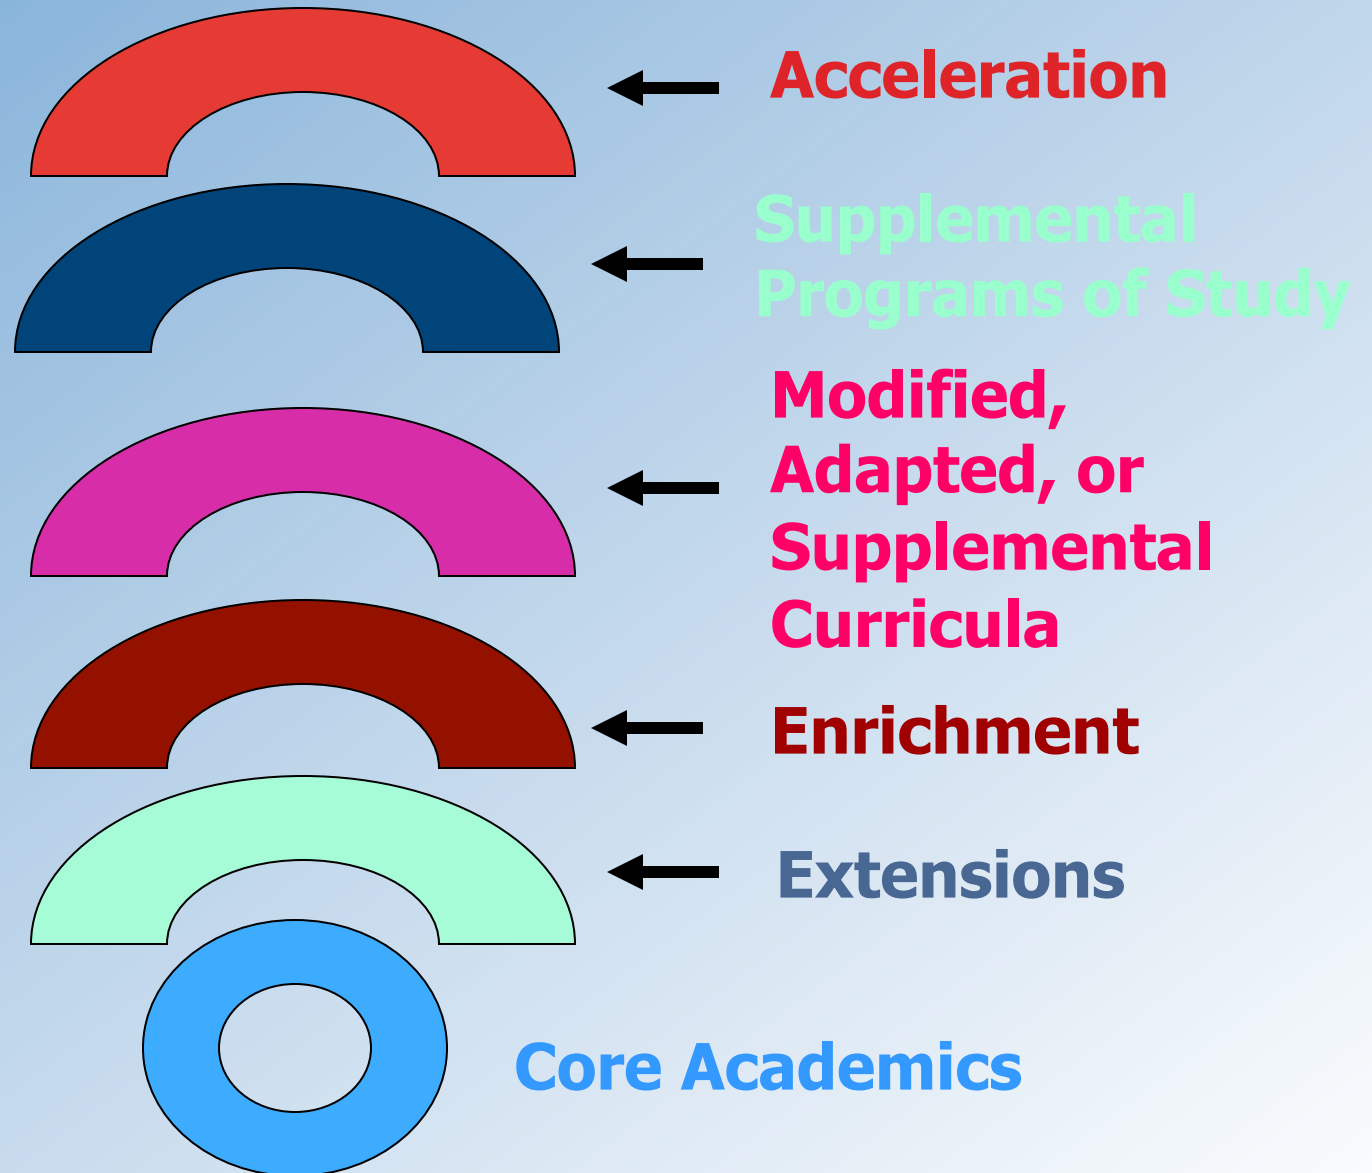 Acceleration
Supplemental
Programs of Study
Modified,
Adapted, or
Supplemental
Curricula
Enrichment
Extensions
Core Academics